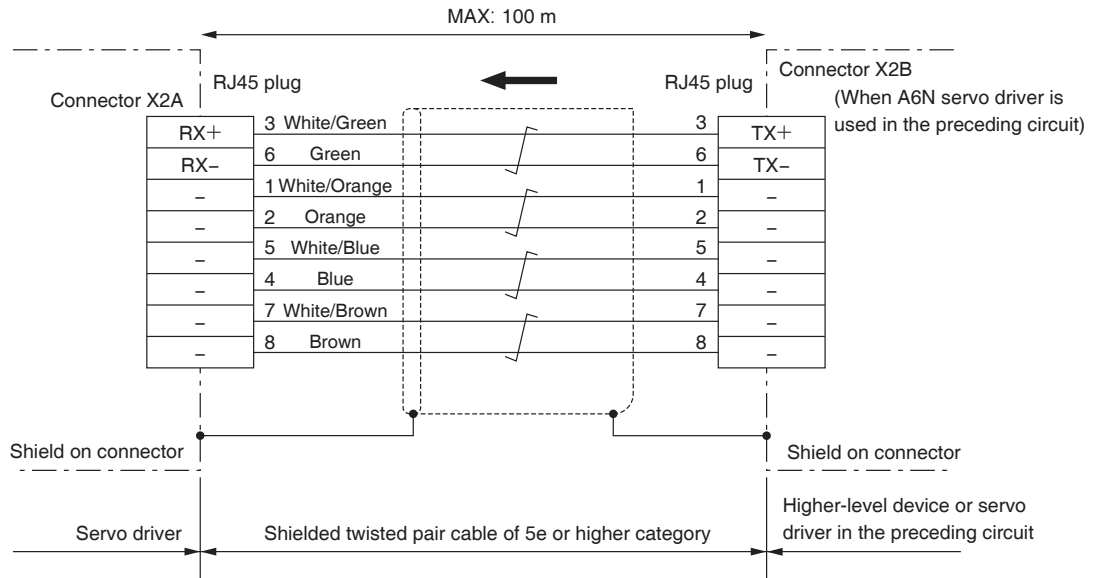 MAX: 100 m
RJ45 plug
RJ45 plug
Connector X2A
Connector X2B
(When A6N servo driver is
used in the preceding circuit)
RX+ 3 White/Green 3 TX+
RX− 6 Green 6 TX−
− 1 White/Orange 1 −
− 2 Orange 2 −
− 5 White/Blue 5 −
− 4 Blue 4 −
− 7 White/Brown 7 −
− 8 Brown 8 −
Shield on connector
Shield on connector
Servo driver
Shielded twisted pair cable of 5e or higher category
Higher-level device or servo
driver in the preceding circuit